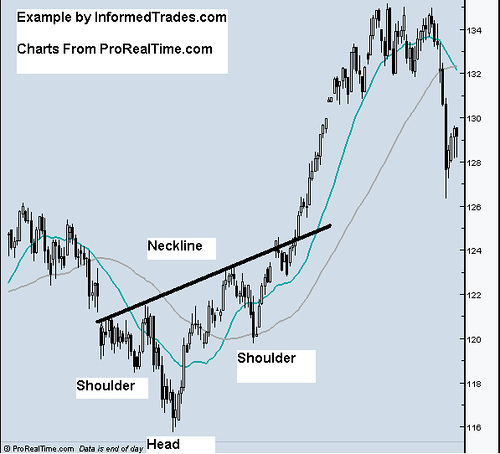 Example by InformedTrades.com
Charts From ProRealTime.com
134
132
130
128
126
Neckline
124
122
120
Shoulder
Shoulder
118
116
Head
© ProRealTime.com Data is end of day